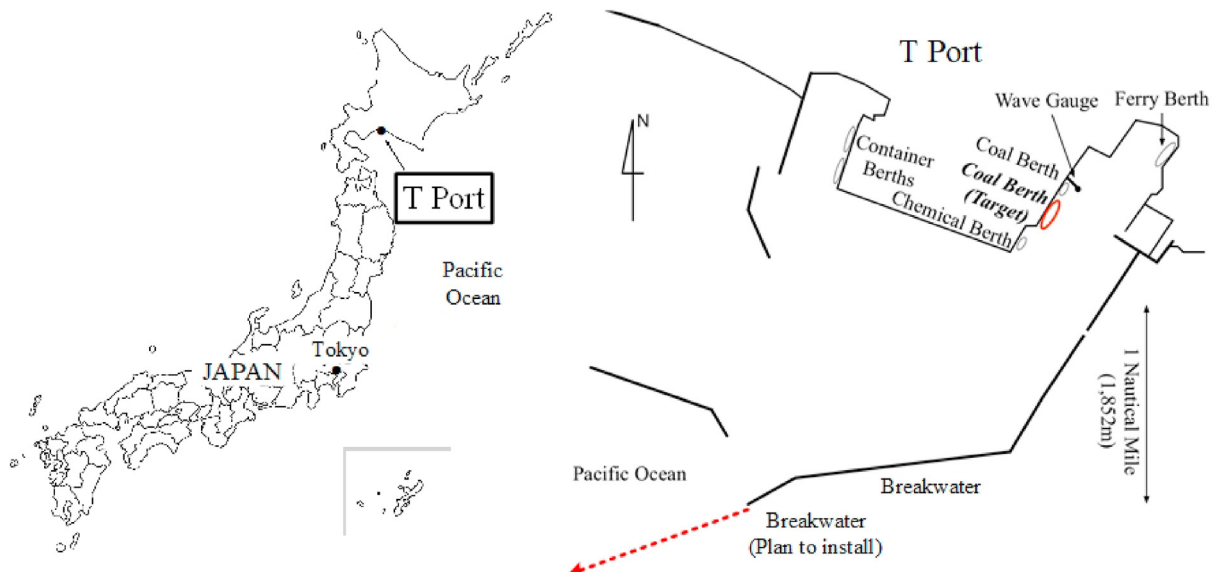 T Port
Pacific
Ocean
Tokyo
JAPAN
T Port
N
Wave Gauge
Ferry Berth
Container
Berths
Coal Berth
Coal Berth
(Target)
Chemical Berth
1 Nautical Mile
(1,852m)
Pacific Ocean
Breakwater
Breakwater
(Plan to install)